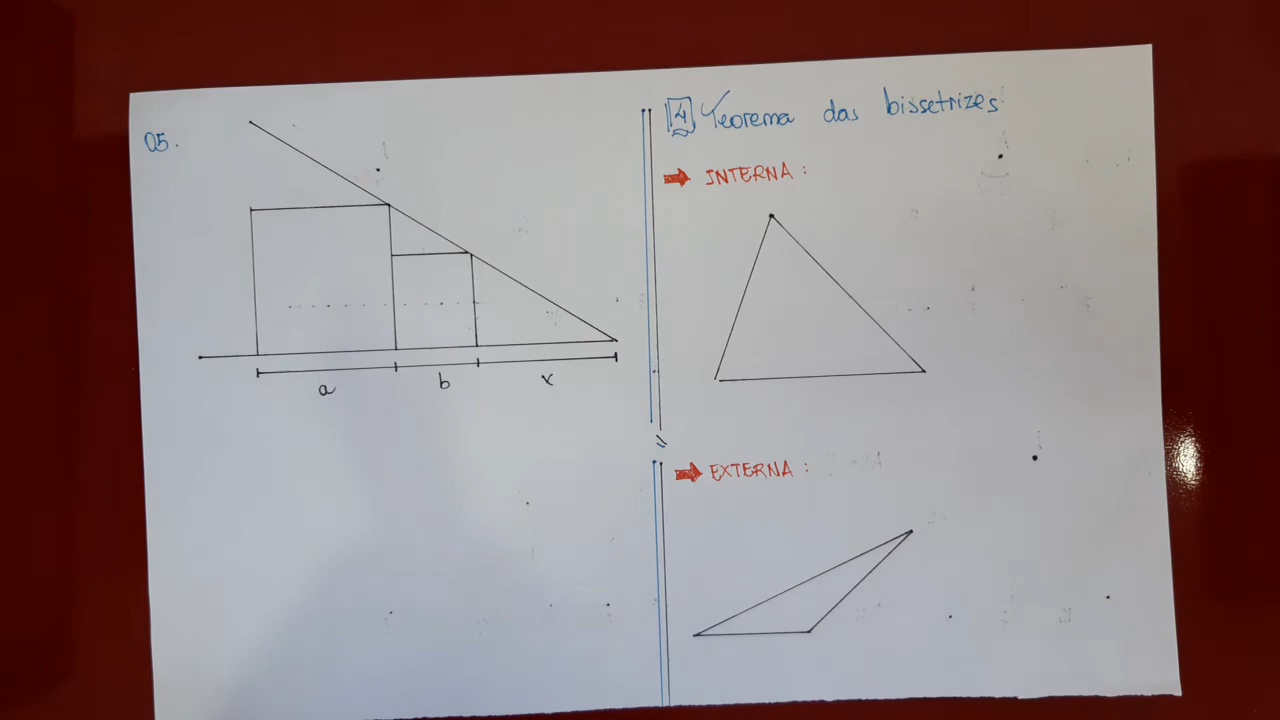 05.
a
b
x
4 Teorema das bissetrizes
INTERNA :
EXTERNA :